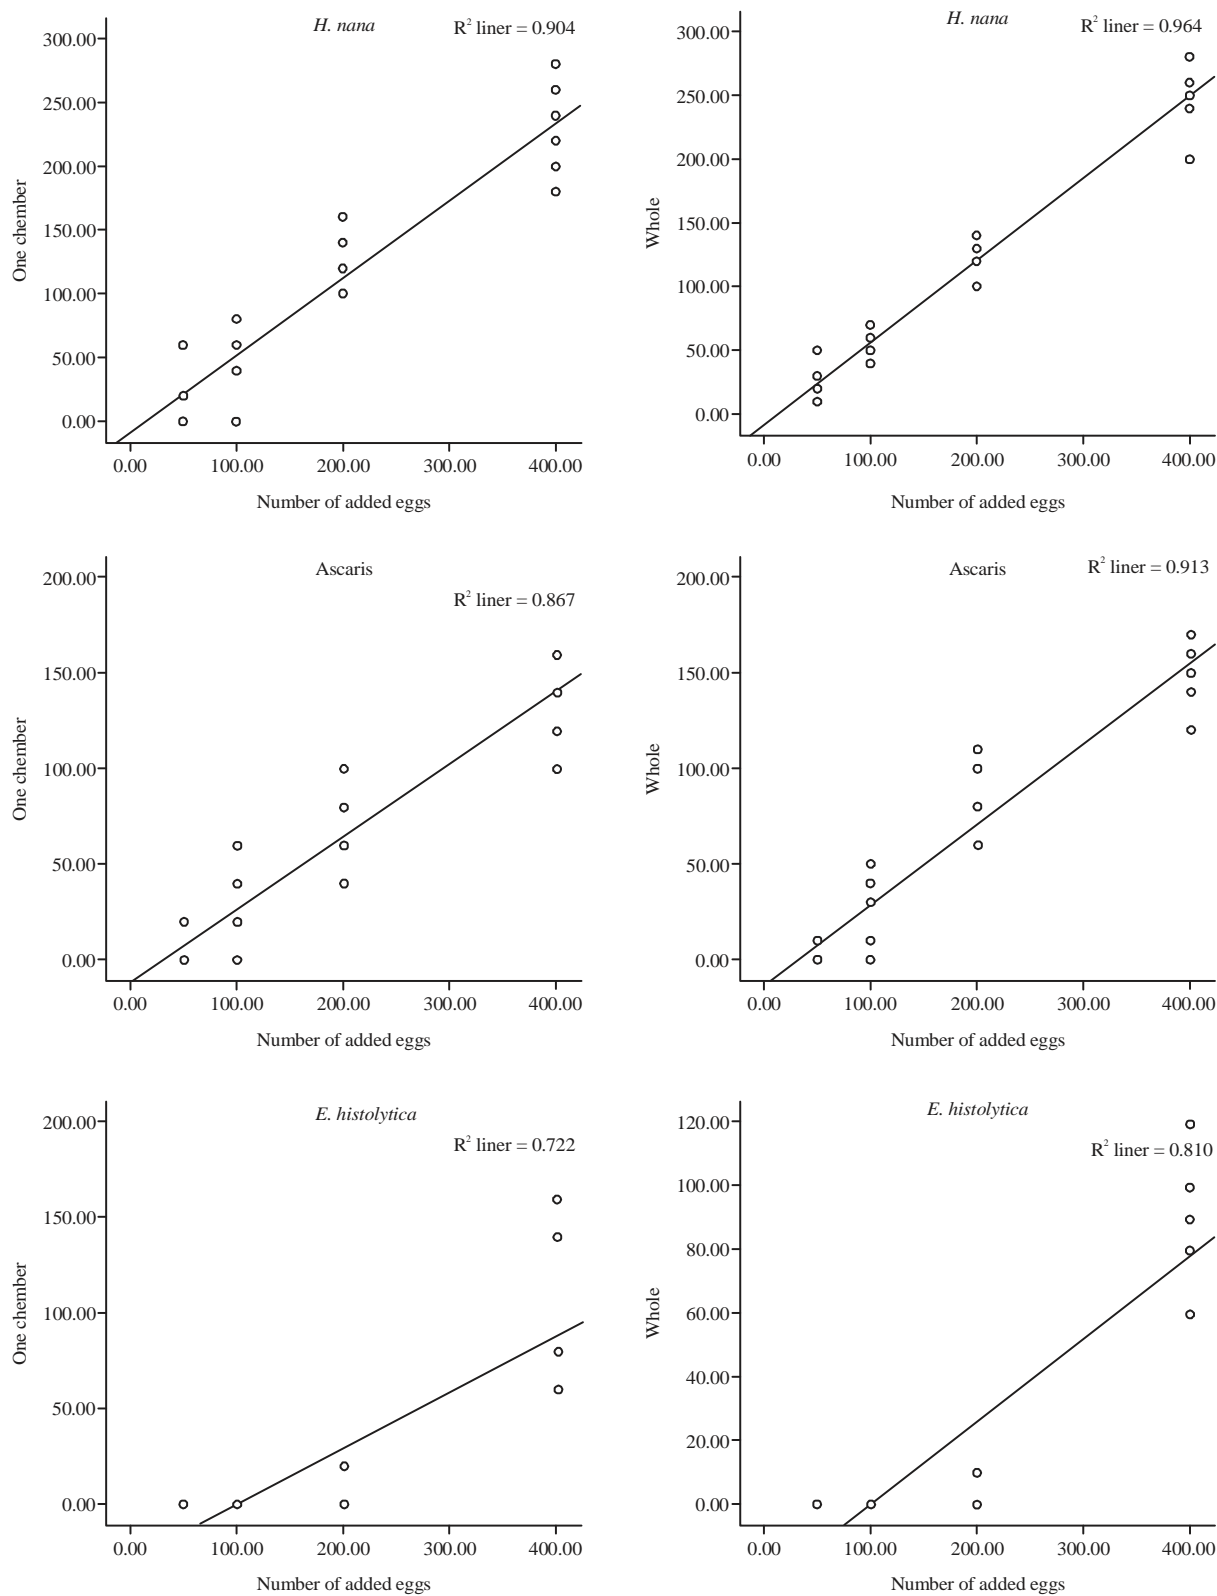 H. nana
R² liner = 0.904
300.00
250.00
200.00
150.00
100.00
50.00
0.00
One chember
0.00 100.00 200.00 300.00 400.00
Number of added eggs
H. nana
R² liner = 0.964
300.00
250.00
200.00
150.00
100.00
50.00
0.00
Whole
0.00 100.00 200.00 300.00 400.00
Number of added eggs
Ascaris
R² liner = 0.867
200.00
150.00
100.00
50.00
0.00
One chember
0.00 100.00 200.00 300.00 400.00
Number of added eggs
Ascaris
R² liner = 0.913
200.00
150.00
100.00
50.00
0.00
Whole
0.00 100.00 200.00 300.00 400.00
Number of added eggs
E. histolytica
R² liner = 0.722
200.00
150.00
100.00
50.00
0.00
One chember
0.00 100.00 200.00 300.00 400.00
Number of added eggs
E. histolytica
R² liner = 0.810
120.00
100.00
80.00
60.00
40.00
20.00
0.00
Whole
0.00 100.00 200.00 300.00 400.00
Number of added eggs